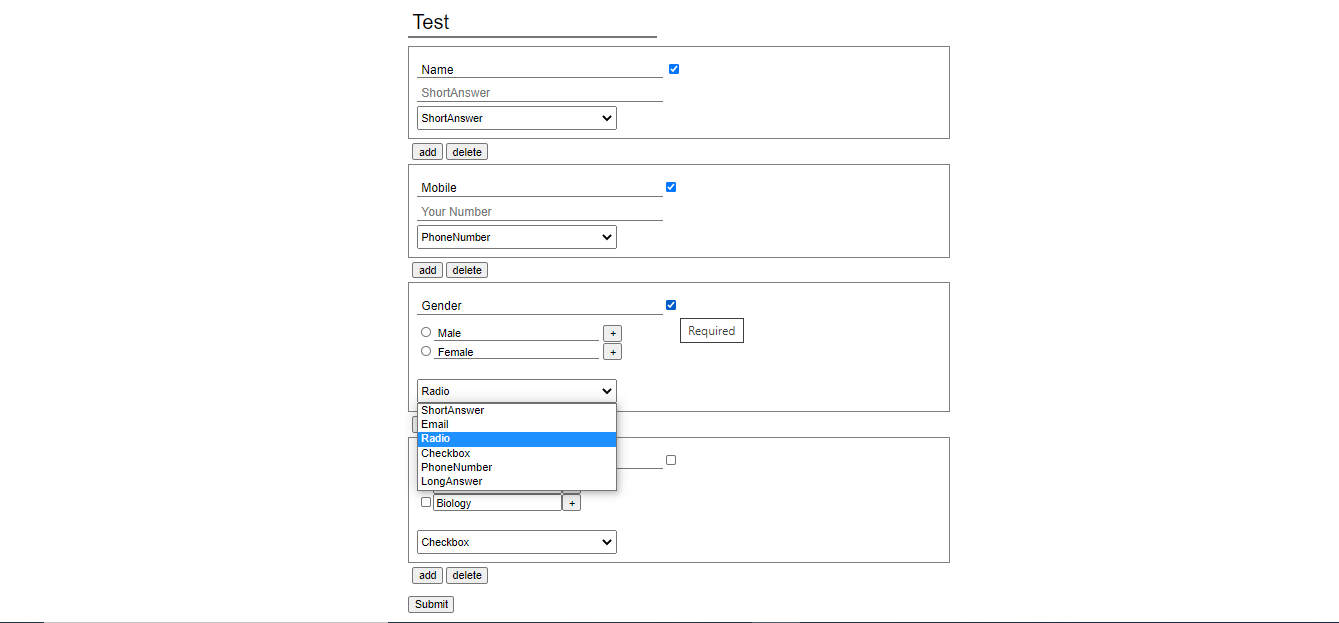 Test
Name
ShortAnswer
ShortAnswer
add delete
Mobile
Your Number
PhoneNumber
add delete
Gender
Male +
Required
Female +
Radio
ShortAnswer
Email
Radio
Checkbox
PhoneNumber
LongAnswer
Biology +
Checkbox
add delete
Submit